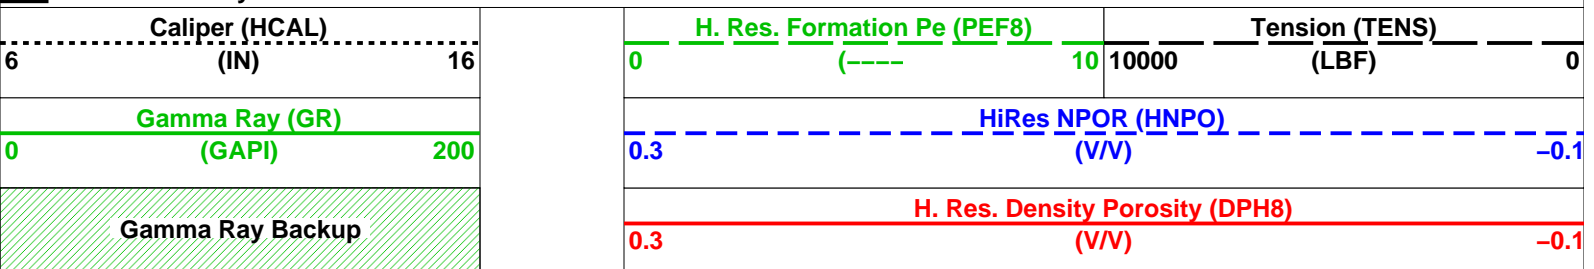 Caliper (HCAL)
6 (IN) 16
H. Res. Formation Pe (PEF8)
0 (---- 10
Tension (TENS)
10000 (LBF) 0
Gamma Ray (GR)
0 (GAPI) 200
HiRes NPOR (HNPO)
0.3 (V/V) −0.1
Gamma Ray Backup
H. Res. Density Porosity (DPH8)
0.3 (V/V) −0.1